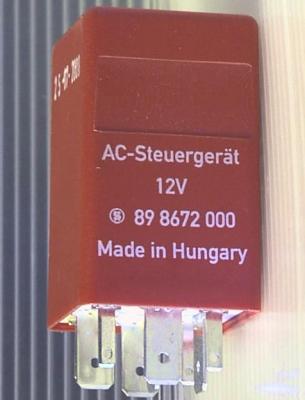 AC-Steuergerät
12V
89 8672 000
Made in Hungary